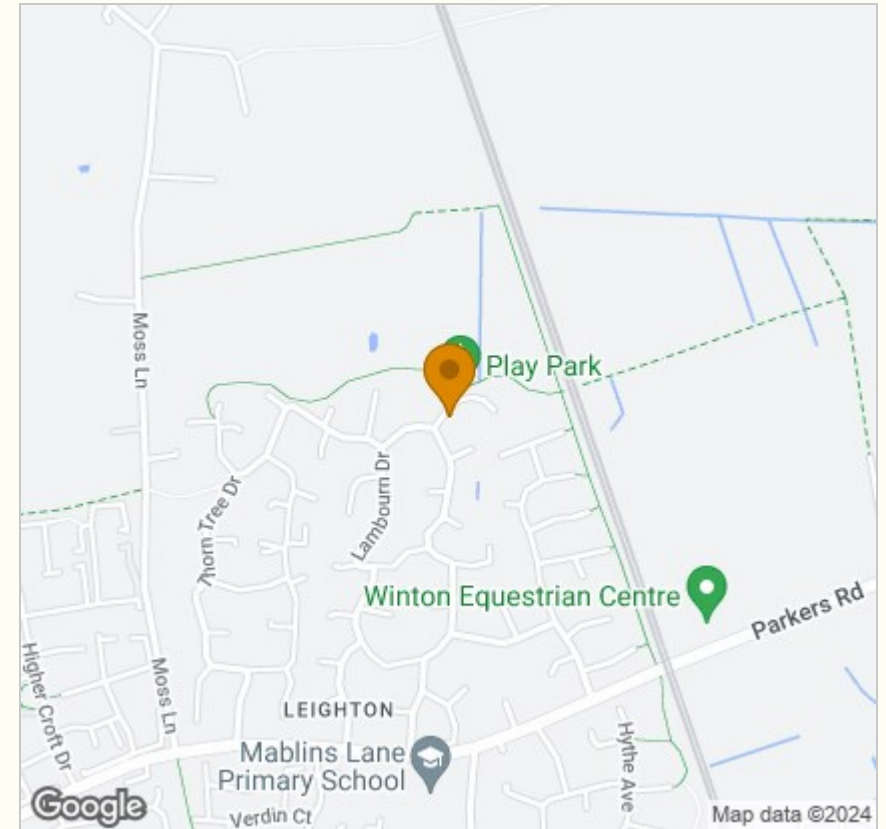 Moss Ln
Play Park
Thorn Tree Dr
Lambourn Dr
Winton Equestrian Centre
Parkers Rd
Higher Croft Dr
Moss Ln
LEIGHTON
Mablins Lane
Primary School
Hythe Ave
Verdin Ct
Google
Map data ©2024